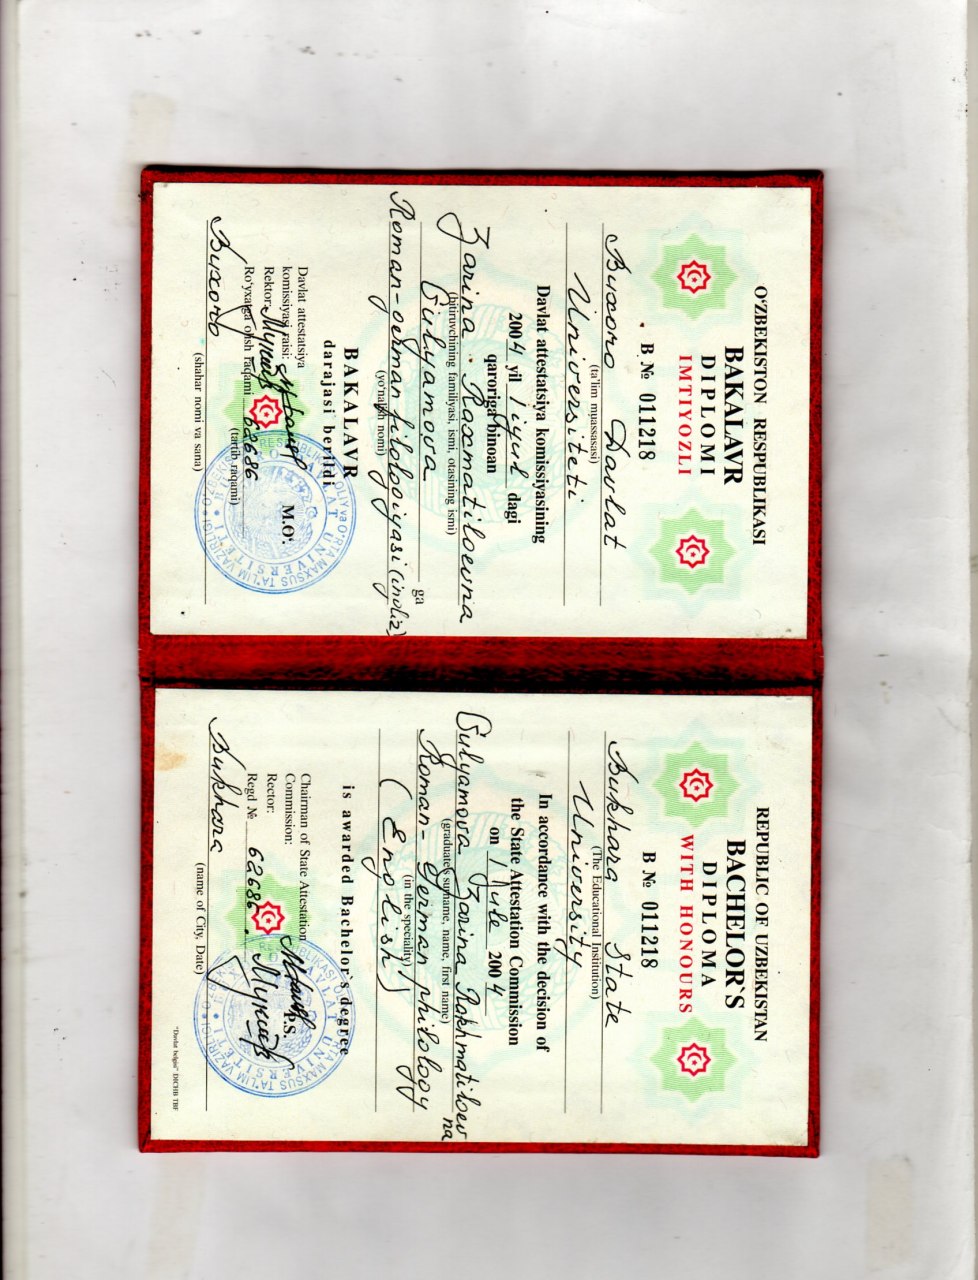 O'ZBEKISTON RESPUBLIKASI
BAKALAVR
DIPLOMI
IMTIYOZLI
B № 011218
Buxoro Davlat
(ta'lim muassasasi)
Universiteti
Davlat attestatsiya komissiyasining
2004 yil 1 iyul dagi
qaroriga binoan
Zarina Raxmatiloevna
(bitiruvchining familiyasi, ismi, otasining ismi)
Gulyamova ga
Roman-german filologiyasi (ingliz)
(yo'nalish nomi)
BAKALAVR
darajasi berildi
Davlat attestatsiya
komissiyasi raisi:
Rektor:
M.O'.
Ro'yxatga olish raqami 62686
(tartib raqami)
Buxoro
(shahar nomi va sana)
REPUBLIC OF UZBEKISTAN
BACHELOR'S
DIPLOMA
WITH HONOURS
B № 011218
Bukhara State
(The Educational Institution)
University
In accordance with the decision of
the State Attestation Commission
on 1 Jule 2004
Gulyamova Zarina Rakhmatiloev
na
(graduate's surname, name, first name)
Roman-German philology
(in the speciality)
(English)
is awarded Bachelor's degree
Chairman of State Attestation
Commission:
Rector:
Regd № 62686.
Bukhara
(name of City, Date)
"Davlat belgisi" DICHB TBF